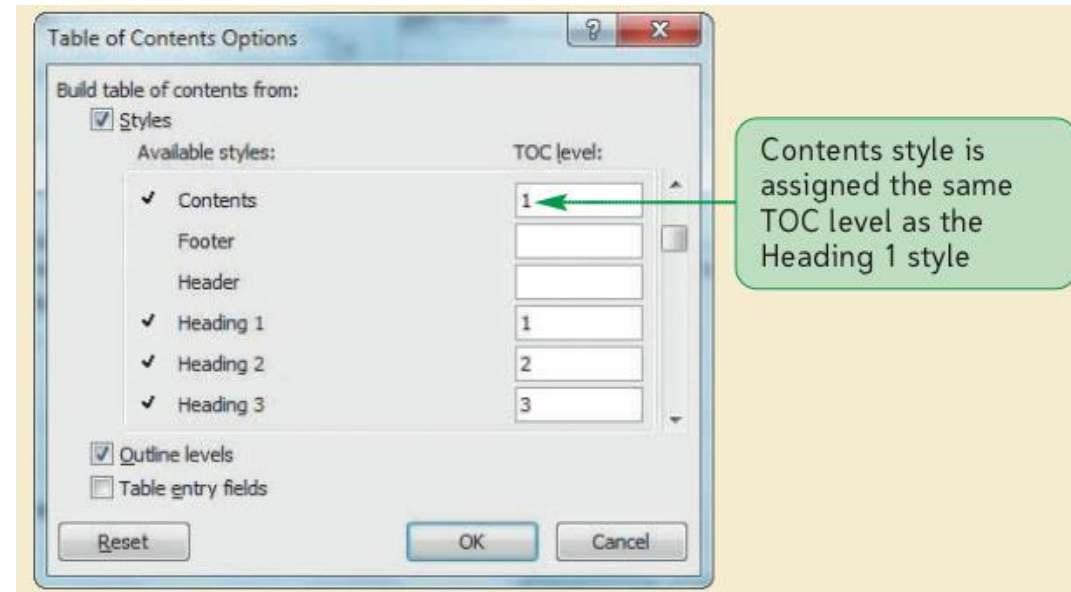 Table of Contents Options
Build table of contents from:
Styles
Available styles: TOC level:
Contents 1
Footer
Header
Heading 1 1
Heading 2 2
Heading 3 3
Outline levels
Table entry fields
Reset OK Cancel
Contents style is
assigned the same
TOC level as the
Heading 1 style